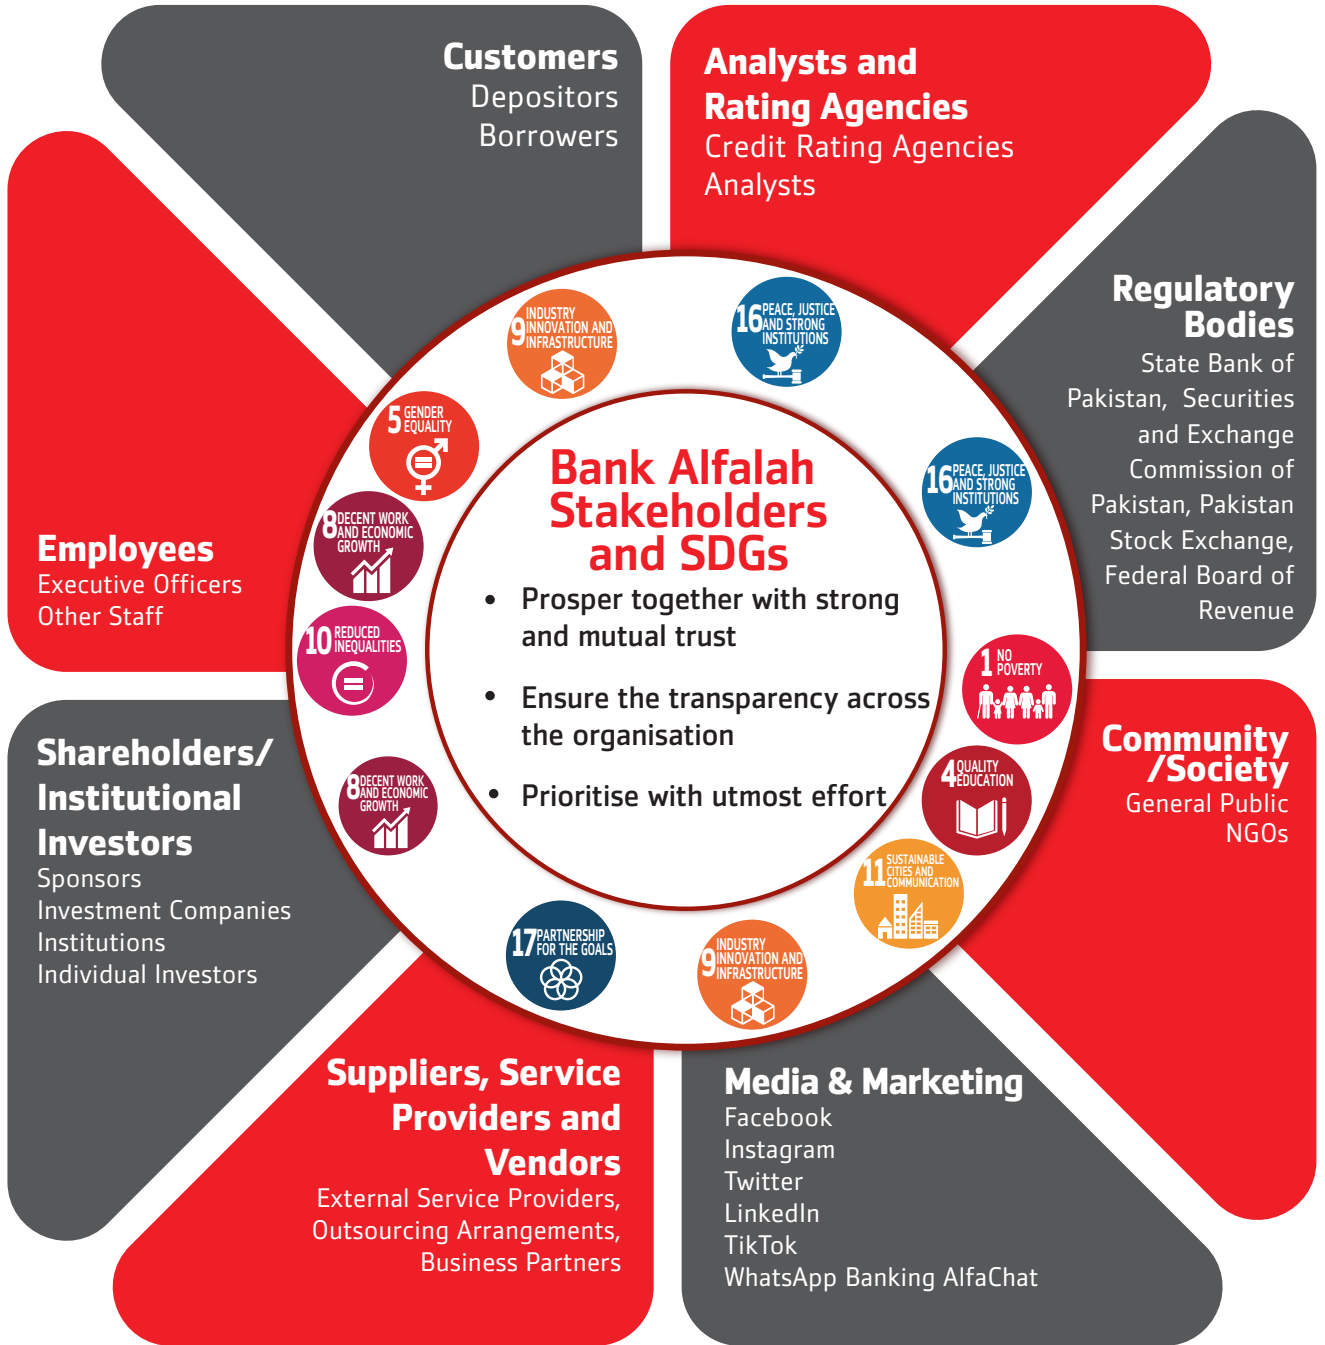 Customers
Depositors
Borrowers
Analysts and
Rating Agencies
Credit Rating Agencies
Analysts
Regulatory
Bodies
State Bank of
Pakistan, Securities
and Exchange
Commission of
Pakistan, Pakistan
Stock Exchange,
Federal Board of
Revenue
Community
/Society
General Public
NGOs
Media & Marketing
Facebook
Instagram
Twitter
LinkedIn
TikTok
WhatsApp Banking AlfaChat
Suppliers, Service
Providers and
Vendors
External Service Providers,
Outsourcing Arrangements,
Business Partners
Shareholders/
Institutional
Investors
Sponsors
Investment Companies
Institutions
Individual Investors
Employees
Executive Officers
Other Staff
9 INDUSTRY
INNOVATION AND
INFRASTRUCTURE
16 PEACE, JUSTICE
AND STRONG
INSTITUTIONS
16 PEACE, JUSTICE
AND STRONG
INSTITUTIONS
1 NO
POVERTY
4 QUALITY
EDUCATION
11 SUSTAINABLE
CITIES AND
COMMUNICATION
9 INDUSTRY
INNOVATION AND
INFRASTRUCTURE
17 PARTNERSHIP
FOR THE GOALS
8 DECENT WORK
AND ECONOMIC
GROWTH
10 REDUCED
INEQUALITIES
8 DECENT WORK
AND ECONOMIC
GROWTH
5 GENDER
EQUALITY
Bank Alfalah
Stakeholders
and SDGs
• Prosper together with strong
and mutual trust
• Ensure the transparency across
the organisation
• Prioritise with utmost effort